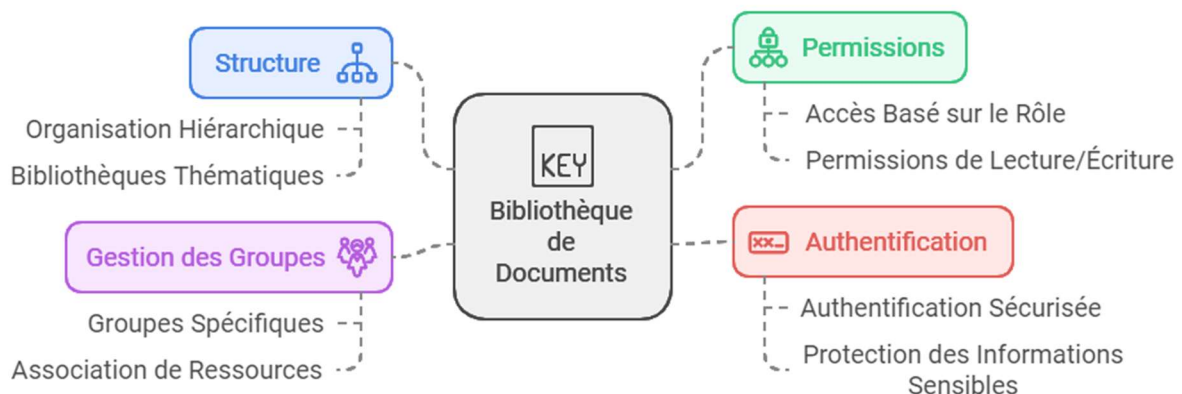 Structure
Organisation Hiérarchique
Bibliothèques Thématiques
Gestion des Groupes
Groupes Spécifiques
Association de Ressources
KEY
Bibliothèque
de
Documents
Permissions
Accès Basé sur le Rôle
Permissions de Lecture/Écriture
xx_
Authentification
Authentification Sécurisée
Protection des Informations
Sensibles